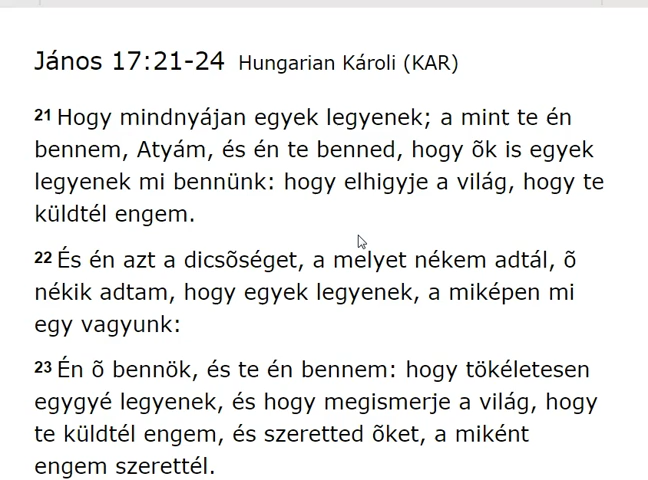 János 17:21-24 Hungarian Károli (KAR)
21 Hogy mindnyájan egyek legyenek; a mint te én
bennem, Atyám, és én te benned, hogy õk is egyek
legyenek mi bennünk: hogy elhigyje a világ, hogy te
küldtél engem.
22 És én azt a dicsõséget, a melyet nékem adtál, õ
nékik adtam, hogy egyek legyenek, a miképen mi
egy vagyunk:
23 Én õ bennök, és te én bennem: hogy tökéletesen
egygyé legyenek, és hogy megismerje a világ, hogy
te küldtél engem, és szeretted õket, a miként
engem szerettél.